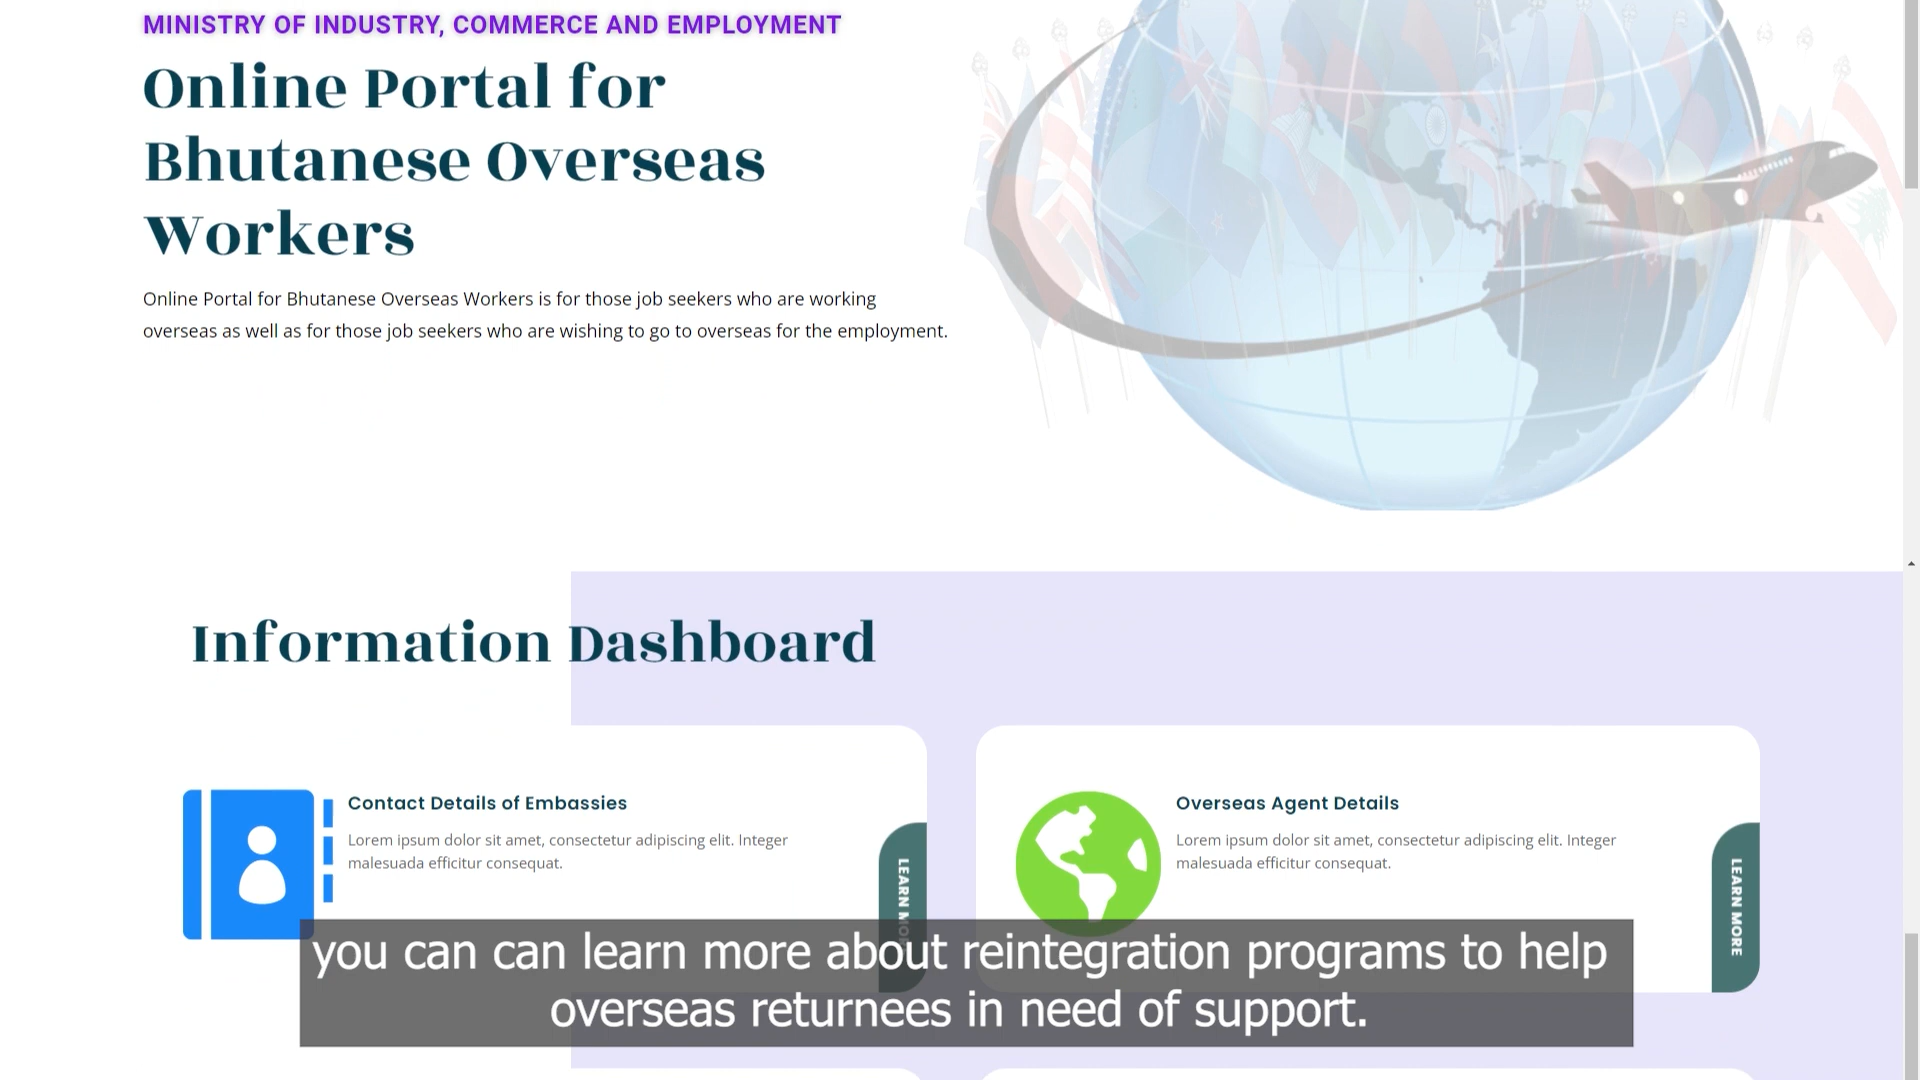 MINISTRY OF INDUSTRY, COMMERCE AND EMPLOYMENT
Online Portal for
Bhutanese Overseas
Workers
Online Portal for Bhutanese Overseas Workers is for those job seekers who are working
overseas as well as for those job seekers who are wishing to go to overseas for the employment.
Information Dashboard
Contact Details of Embassies
Lorem ipsum dolor sit amet, consectetur adipiscing elit. Integer
malesuada efficitur consequat.
LEARN MORE
Overseas Agent Details
Lorem ipsum dolor sit amet, consectetur adipiscing elit. Integer
malesuada efficitur consequat.
LEARN MORE
you can can learn more about reintegration programs to help
overseas returnees in need of support.